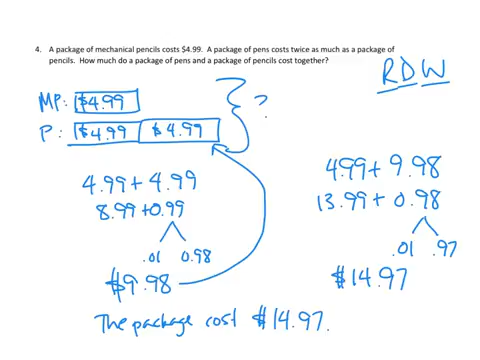 4. A package of mechanical pencils costs $4.99. A package of pens costs twice as much as a package of
pencils. How much do a package of pens and a package of pencils cost together?
RDW
MP: $4.99
P: $4.99 $4.99
?
4.99 + 4.99
8.99 + 0.99
.01 0.98
$9.98
4.99 + 9.98
13.99 + 0.98
.01 .97
$14.97
The package cost $14.97.